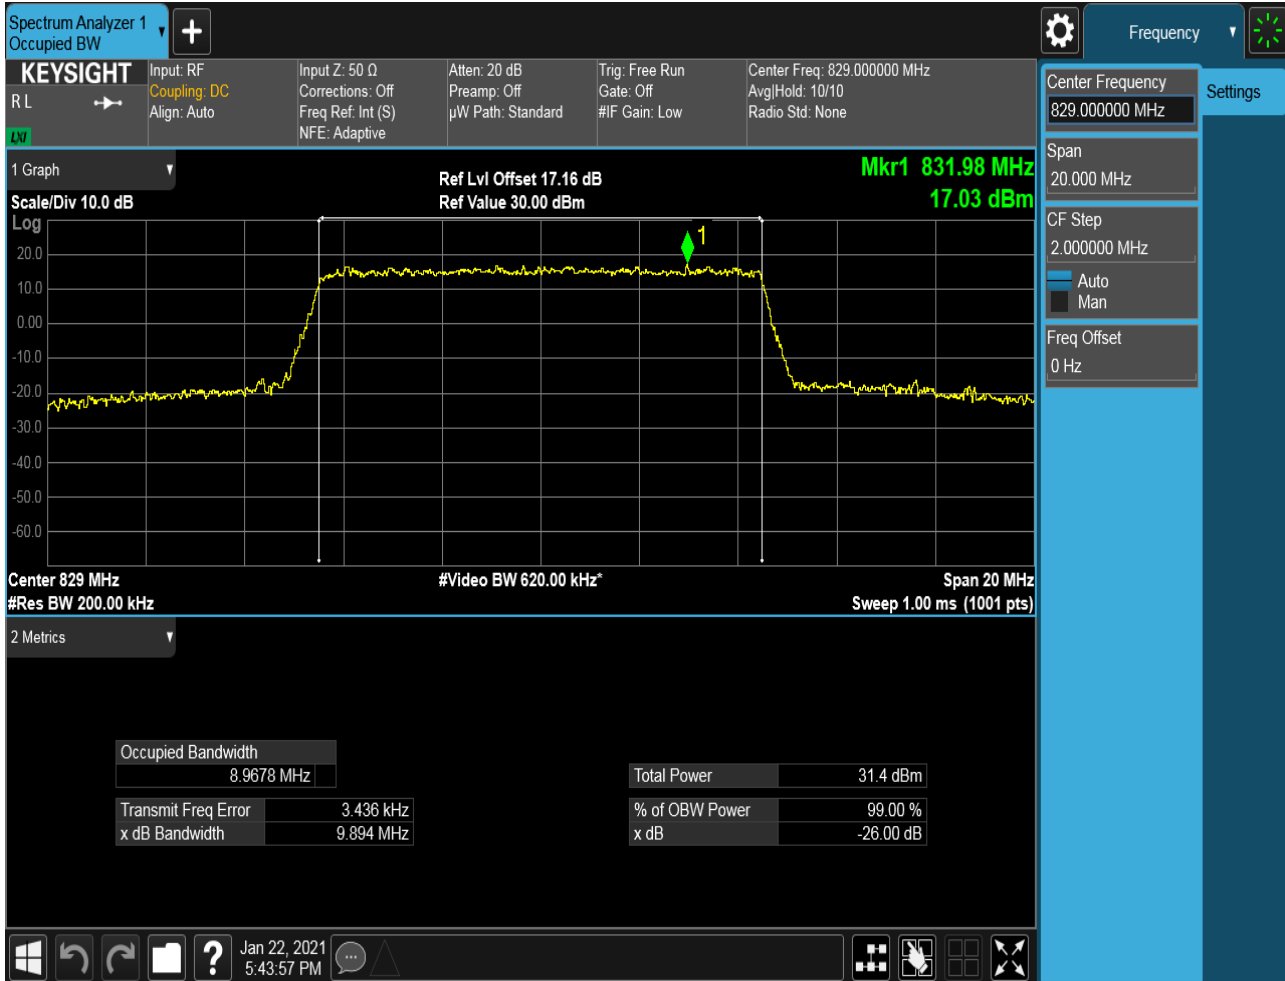 Spectrum Analyzer 1
Occupied BW
+
Frequency
KEYSIGHT
R L
LXI
Input: RF
Coupling: DC
Align: Auto
Input Z: 50 Ω
Corrections: Off
Freq Ref: Int (S)
NFE: Adaptive
Atten: 20 dB
Preamp: Off
µW Path: Standard
Trig: Free Run
Gate: Off
#IF Gain: Low
Center Freq: 829.000000 MHz
Avg|Hold: 10/10
Radio Std: None
Center Frequency
829.000000 MHz
Settings
Span
20.000 MHz
CF Step
2.000000 MHz
Auto
Man
Freq Offset
0 Hz
1 Graph
Scale/Div 10.0 dB
Ref Lvl Offset 17.16 dB
Ref Value 30.00 dBm
Mkr1 831.98 MHz
17.03 dBm
Log
1
20.0
10.0
0.00
-10.0
-20.0
-30.0
-40.0
-50.0
-60.0
Center 829 MHz
#Video BW 620.00 kHz*
Span 20 MHz
#Res BW 200.00 kHz
Sweep 1.00 ms (1001 pts)
2 Metrics
Occupied Bandwidth
8.9678 MHz
Total Power 31.4 dBm
Transmit Freq Error 3.436 kHz
% of OBW Power 99.00 %
x dB Bandwidth 9.894 MHz
x dB -26.00 dB
?
Jan 22, 2021
5:43:57 PM